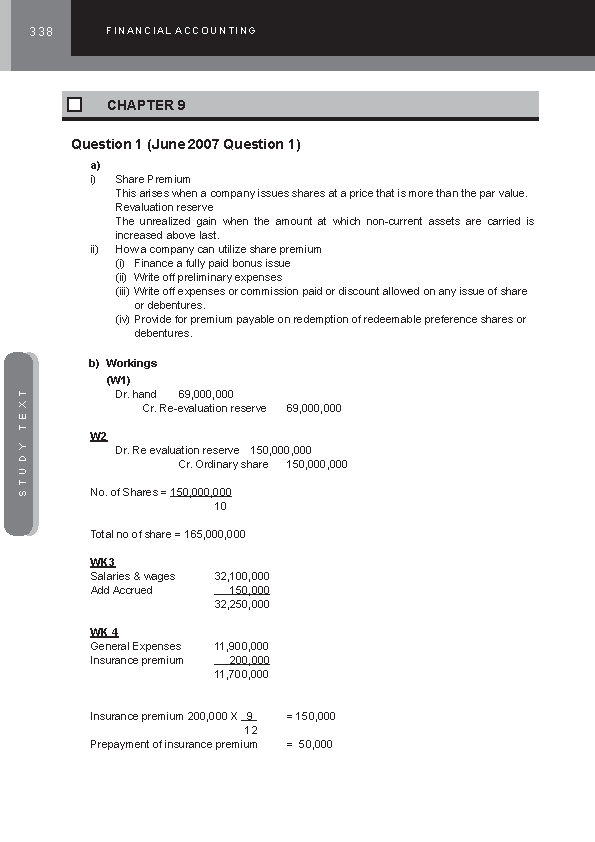 338
FINANCIAL ACCOUNTING
CHAPTER 9
Question 1 (June 2007 Question 1)
a)
i) Share Premium
This arises when a company issues shares at a price that is more than the par value.
Revaluation reserve
The unrealized gain when the amount at which non-current assets are carried is
increased above last.
ii) How a company can utilize share premium
(i) Finance a fully paid bonus issue
(ii) Write off preliminary expenses
(iii) Write off expenses or commission paid or discount allowed on any issue of share
or debentures.
(iv) Provide for premium payable on redemption of redeemable preference shares or
debentures.
b) Workings
(W1)
Dr. hand 69,000,000
Cr. Re-evaluation reserve 69,000,000
W2
Dr. Re evaluation reserve 150,000,000
Cr. Ordinary share 150,000,000
No. of Shares = 150,000,000
10
Total no of share = 165,000,000
WK3
Salaries & wages 32,100,000
Add Accrued 150,000
32,250,000
WK 4
General Expenses 11,900,000
Insurance premium 200,000
11,700,000
Insurance premium 200,000 X 9 = 150,000
12
Prepayment of insurance premium = 50,000
STUDY TEXT